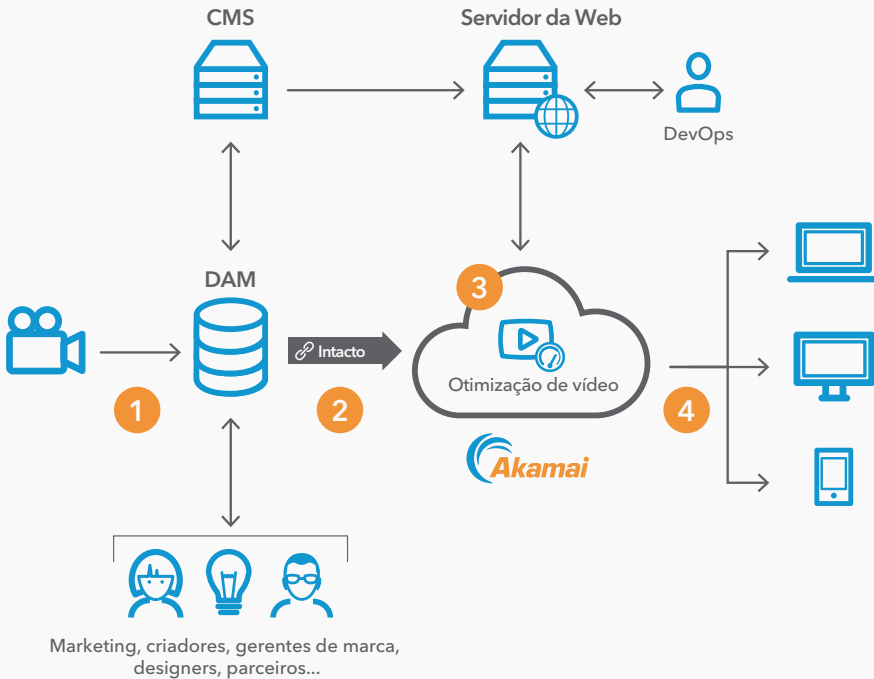 CMS
Servidor da Web
DevOps
DAM
3
Intacto
Otimização de vídeo
1
2
4
Akamai
Marketing, criadores, gerentes de marca,
designers, parceiros...